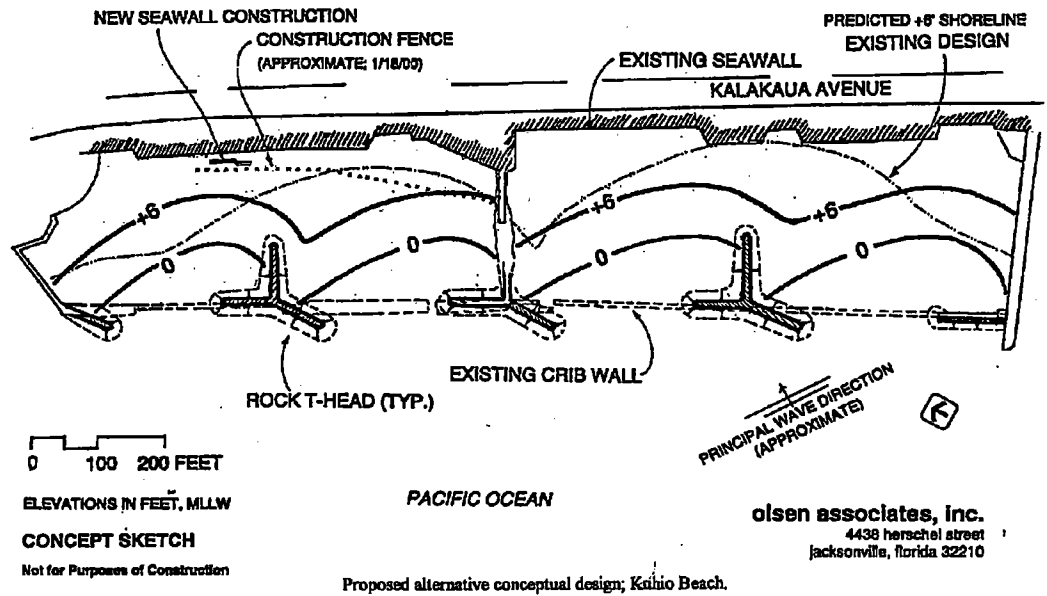 NEW SEAWALL CONSTRUCTION
CONSTRUCTION FENCE
(APPROXIMATE; 1/18/00)
PREDICTED +6' SHORELINE
EXISTING DESIGN
EXISTING SEAWALL
KALAKAUA AVENUE
+6
+6
+6
0
0
0
0
EXISTING CRIB WALL
ROCK T-HEAD (TYP.)
PRINCIPAL WAVE DIRECTION
(APPROXIMATE)
0 100 200 FEET
ELEVATIONS IN FEET, MLLW
CONCEPT SKETCH
Not for Purposes of Construction
PACIFIC OCEAN
olsen associates, inc.
4438 herschel street
jacksonville, florida 32210
Proposed alternative conceptual design; Kuhio Beach.